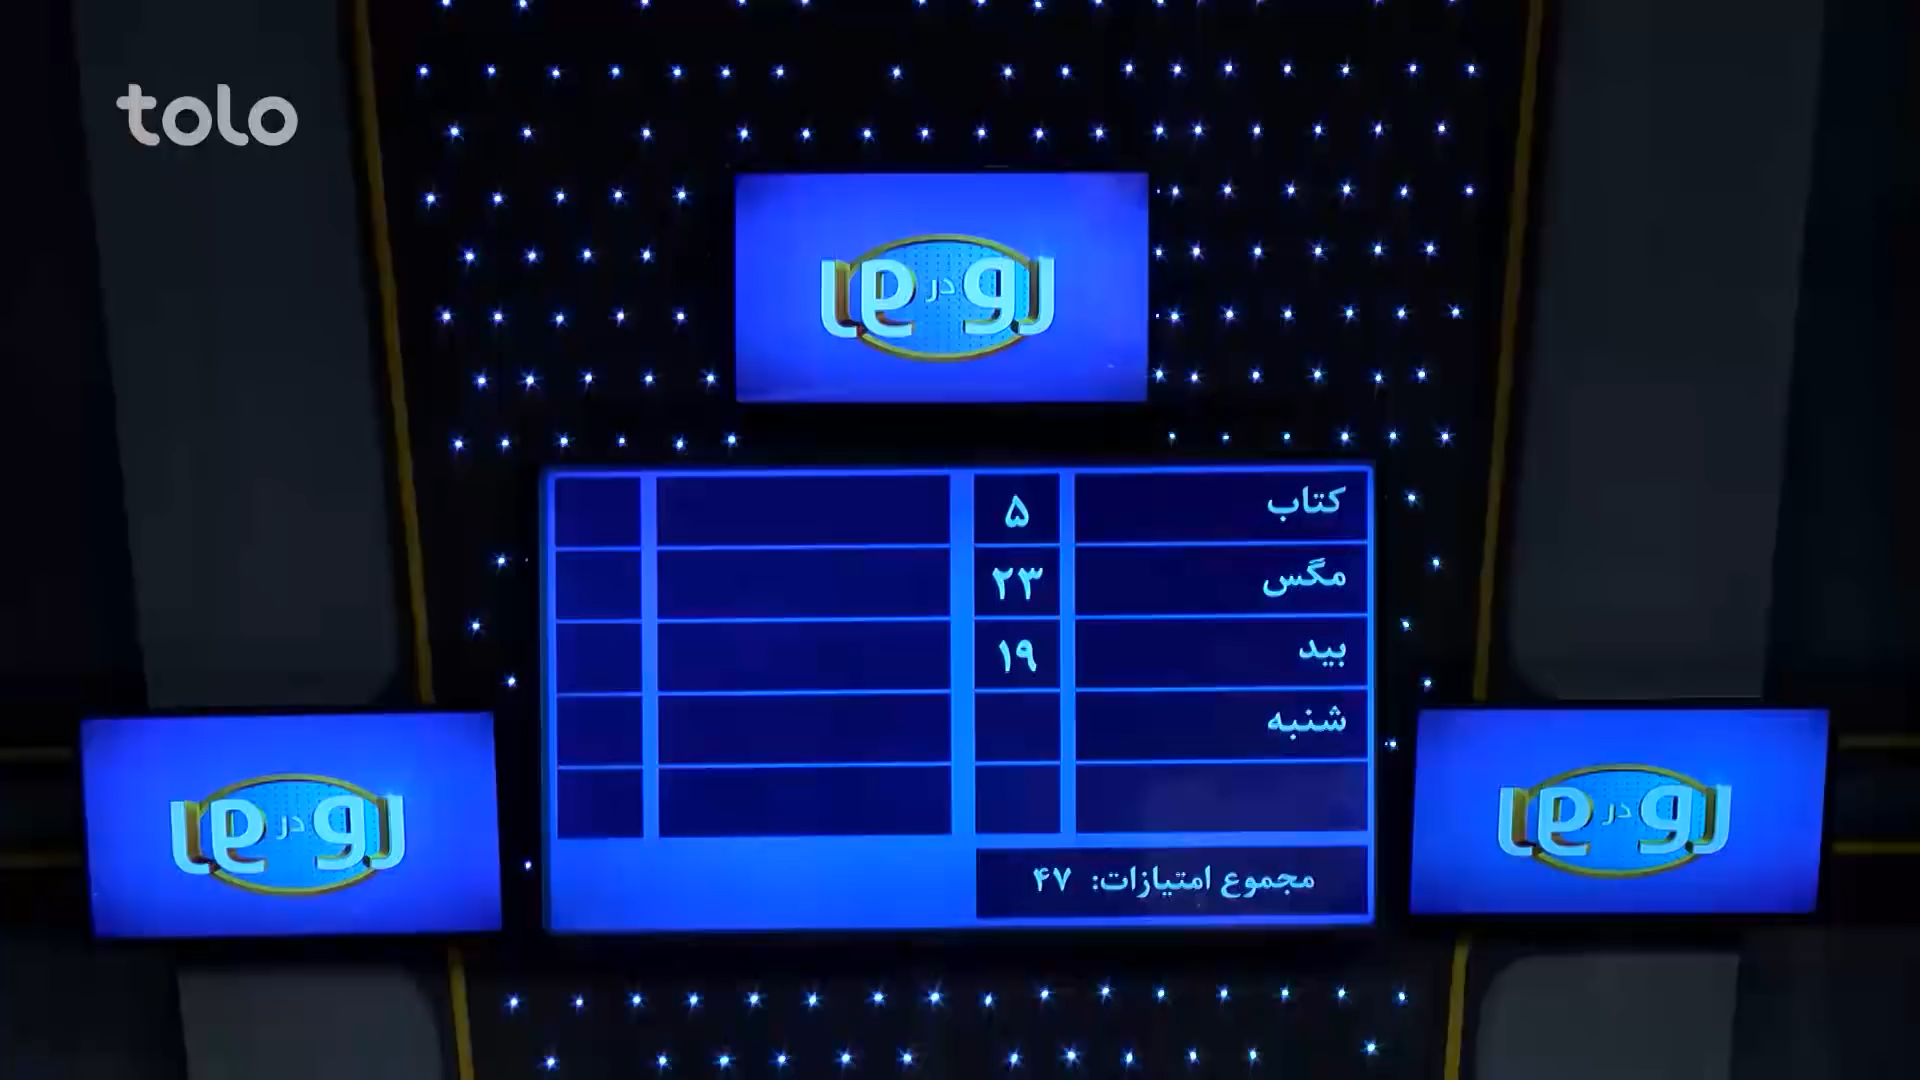 tolo
رو در رو
کتاب ۵
مگس ۲۳
بید ۱۹
شنبه
مجموع امتیازات: ۴۷
رو در رو
رو در رو